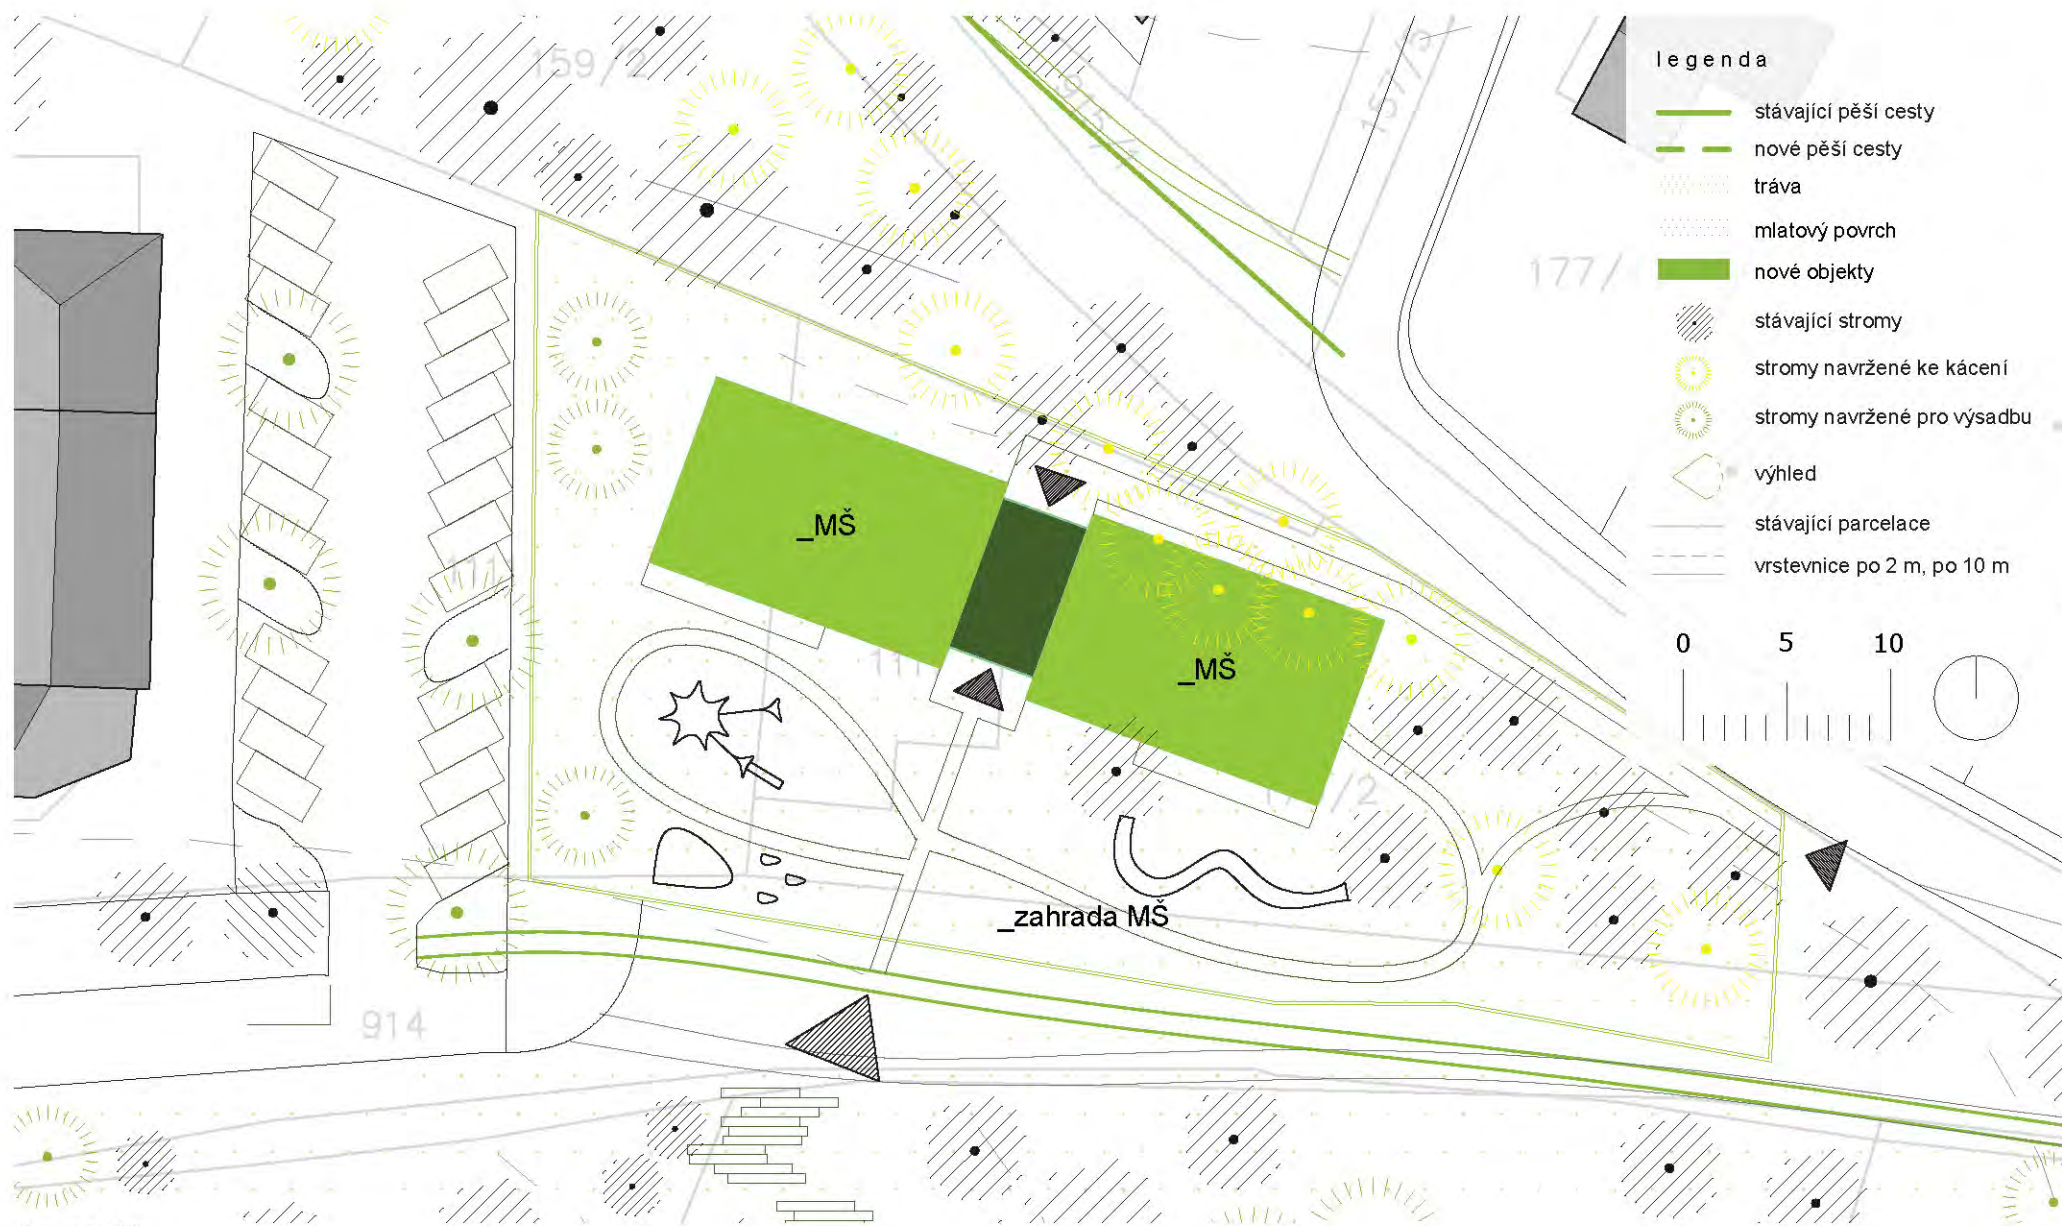 legenda
stávající pěší cesty
nové pěší cesty
tráva
mlatový povrch
nové objekty
stávající stromy
stromy navržené ke kácení
stromy navržené pro výsadbu
výhled
stávající parcelace
vrstevnice po 2 m, po 10 m
0 5 10
159/2
157/3
177/
_MŠ
_MŠ
_zahrada MŠ
914